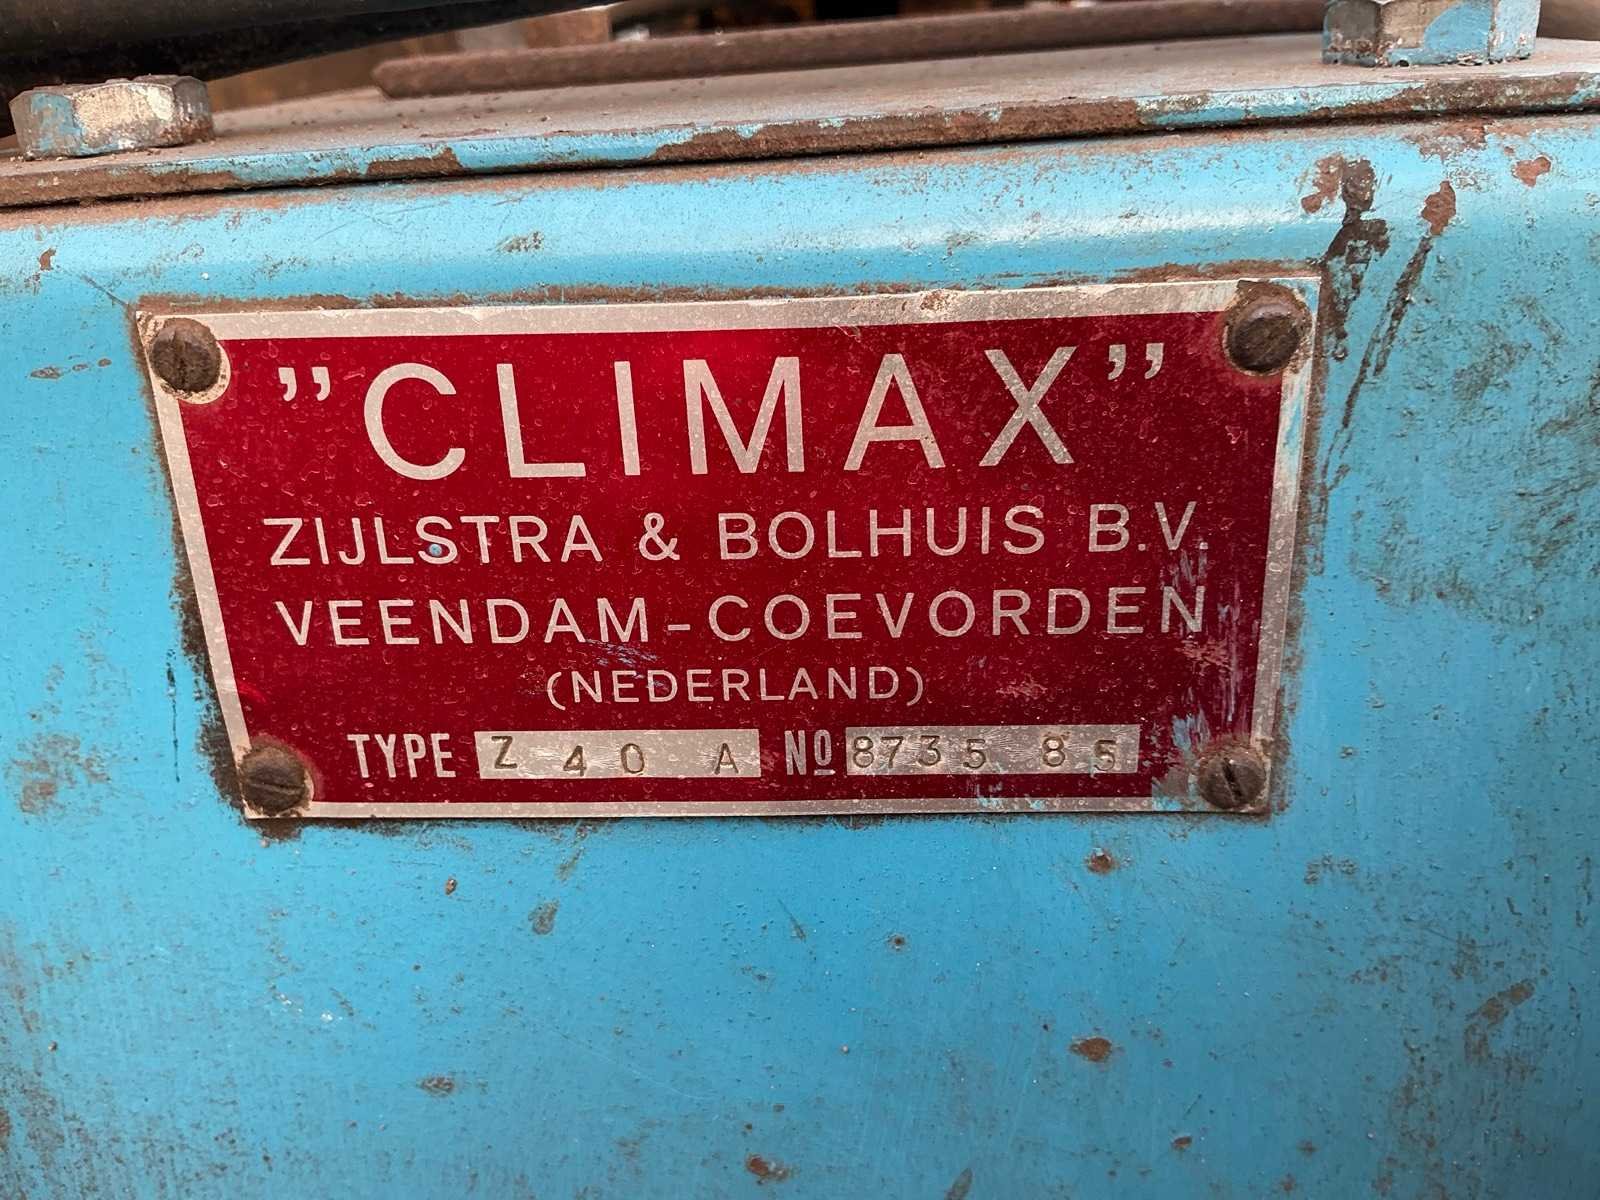 "CLIMAX"
ZIJLSTRA & BOLHUIS B.V.
VEENDAM-COEVORDEN
(NEDERLAND)
TYPE Z 40 A Nº 8735 85